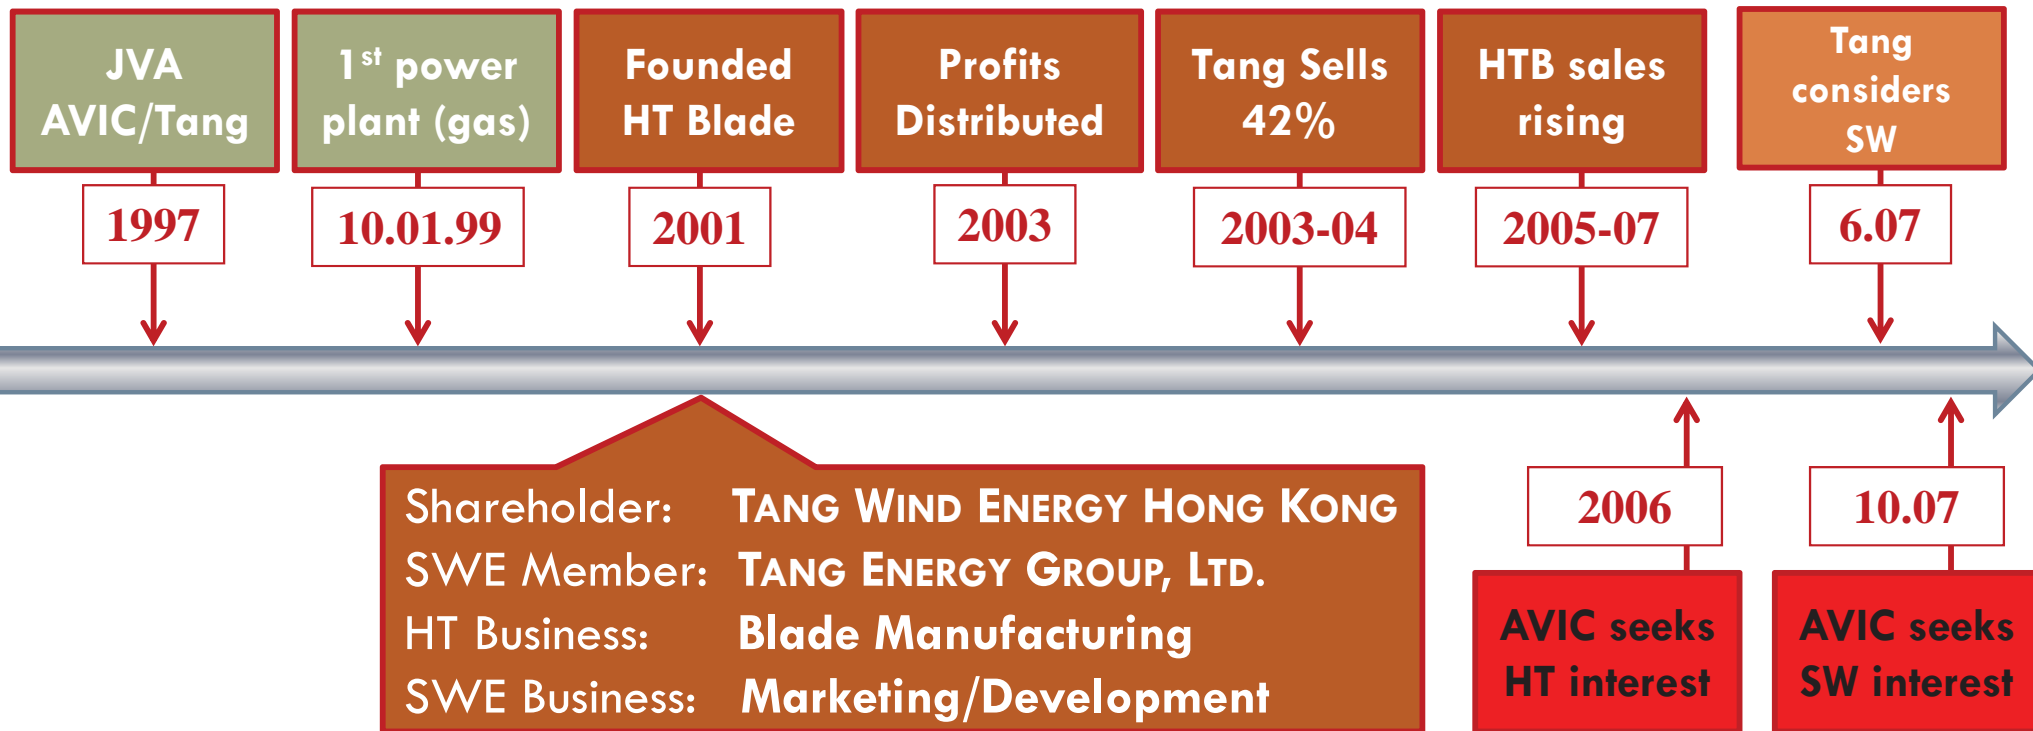 JVA
AVIC/Tang
1997
1st power
plant (gas)
10.01.99
Founded
HT Blade
2001
Profits
Distributed
2003
Tang Sells
42%
2003-04
HTB sales
rising
2005-07
Tang
considers
SW
6.07
Shareholder: TANG WIND ENERGY HONG KONG
SWE Member: TANG ENERGY GROUP, LTD.
HT Business: Blade Manufacturing
SWE Business: Marketing/Development
2006
AVIC seeks
HT interest
10.07
AVIC seeks
SW interest